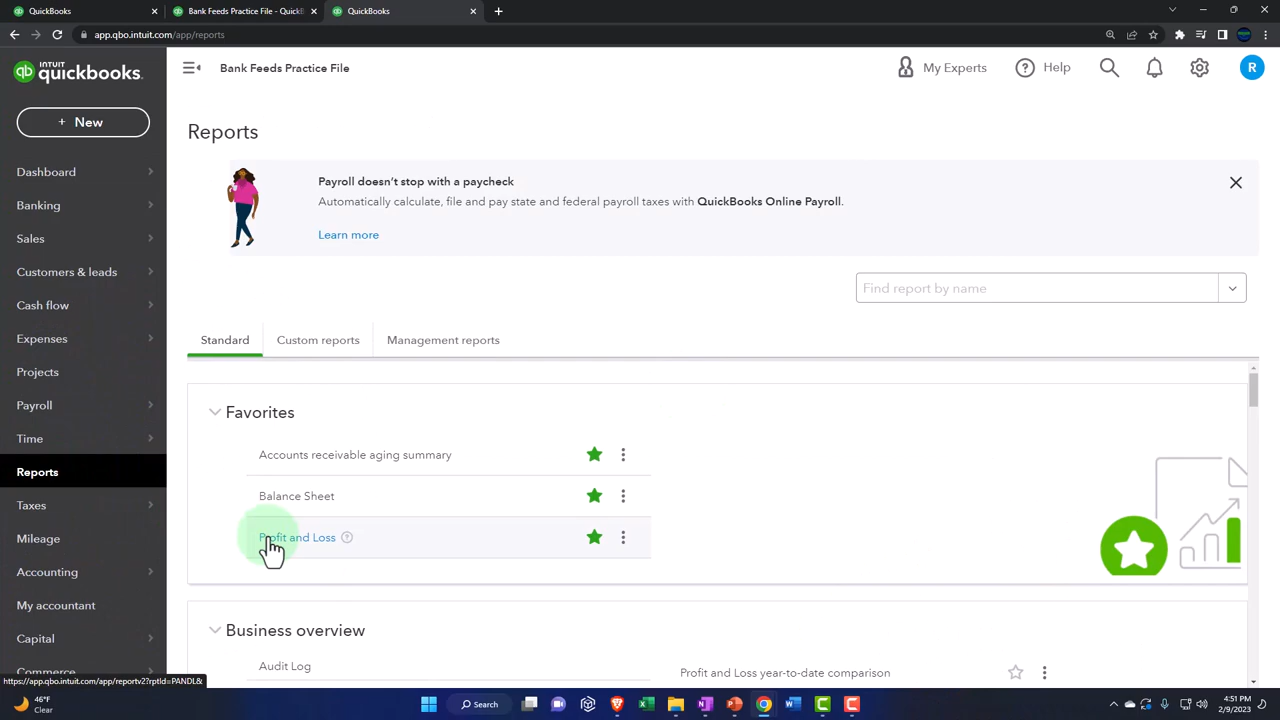 QuickBooks
Bank Feeds Practice File - QuickB
QuickBooks
app.qbo.intuit.com/app/reports
INTUIT
quickbooks.
Bank Feeds Practice File
My Experts
Help
R
+ New
Dashboard
Banking
Sales
Customers & leads
Cash flow
Expenses
Projects
Payroll
Time
Reports
Taxes
Mileage
Accounting
My accountant
Capital
Commerce
Reports
Payroll doesn't stop with a paycheck
Automatically calculate, file and pay state and federal payroll taxes with QuickBooks Online Payroll.
Learn more
Find report by name
Standard
Custom reports
Management reports
Favorites
Accounts receivable aging summary
Balance Sheet
Profit and Loss
Business overview
Audit Log
Profit and Loss year-to-date comparison
https://app.qbo.intuit.com/app/reportv2?rptId=PANDL&
46°F
Clear
Search
4:51 PM
2/9/2023